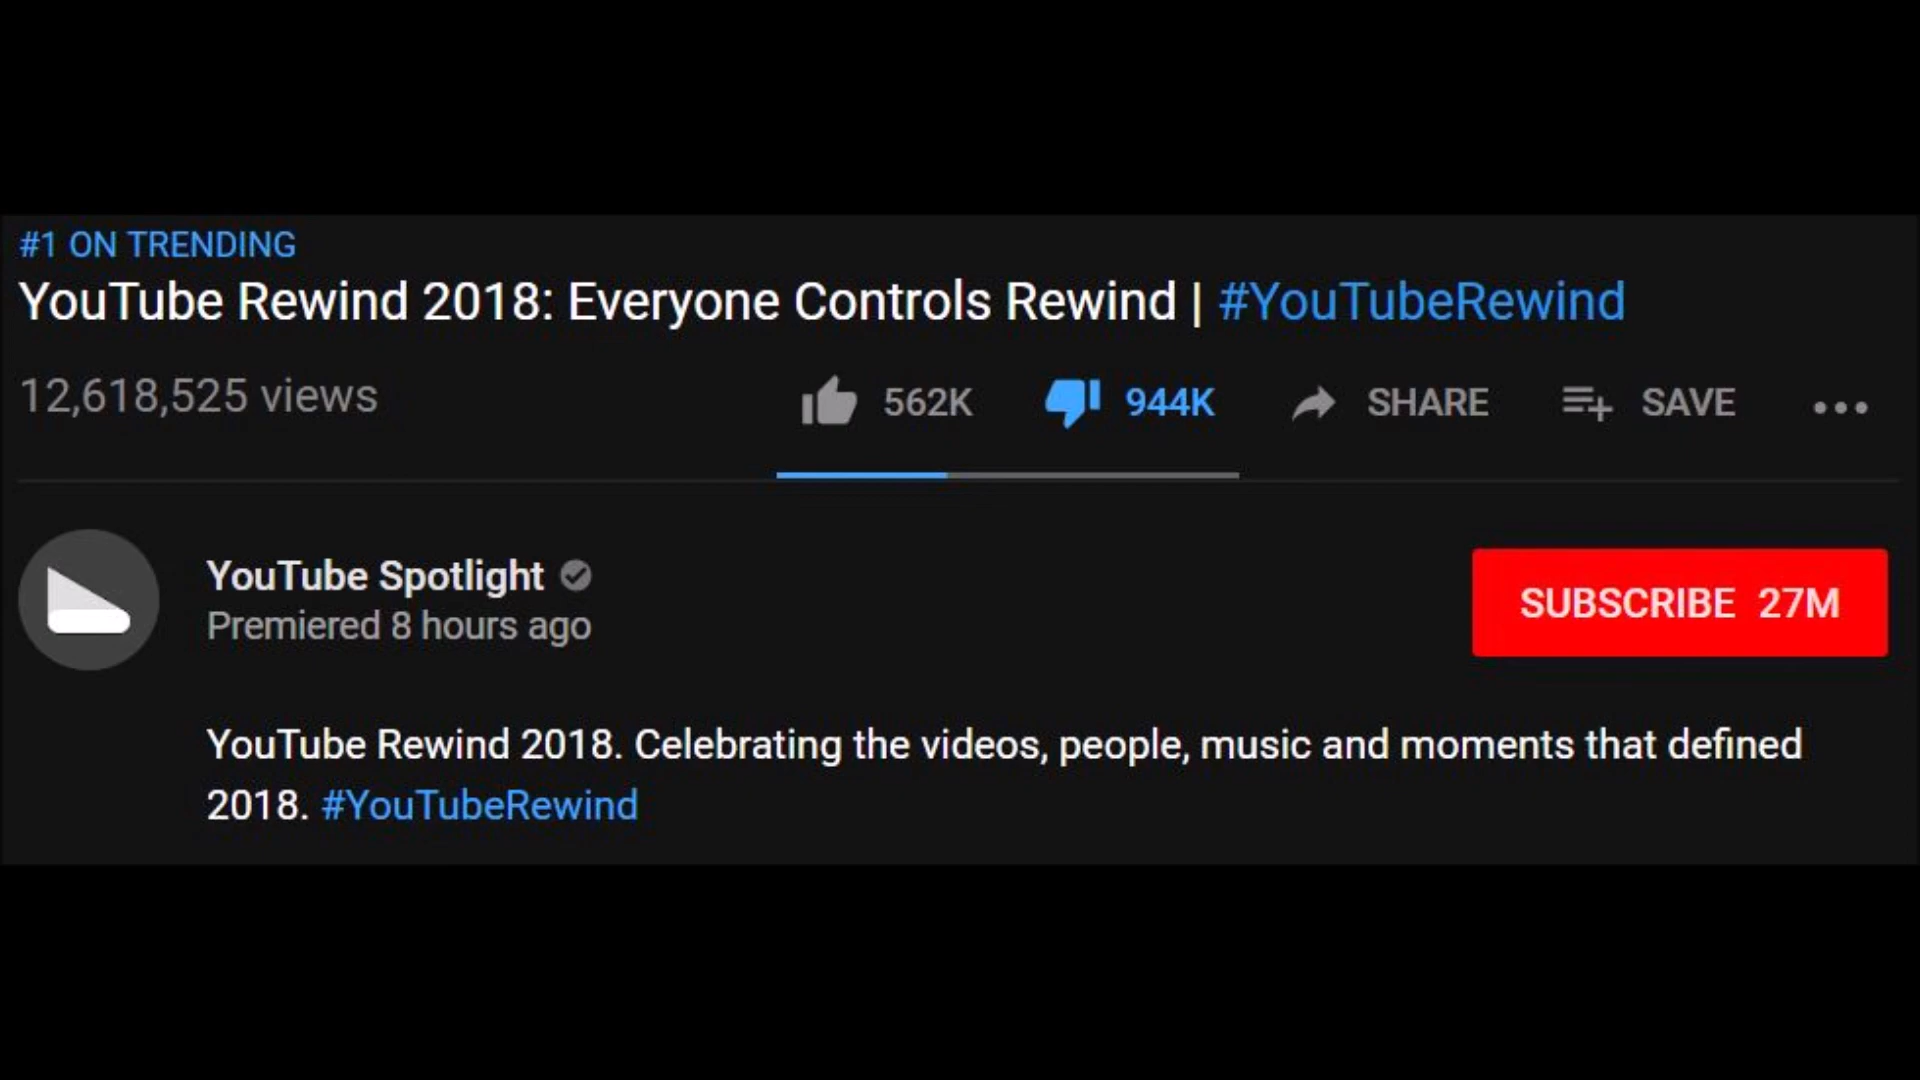 #1 ON TRENDING
YouTube Rewind 2018: Everyone Controls Rewind | #YouTubeRewind
12,618,525 views 562K 944K SHARE SAVE
YouTube Spotlight
Premiered 8 hours ago
SUBSCRIBE 27M
YouTube Rewind 2018. Celebrating the videos, people, music and moments that defined
2018. #YouTubeRewind